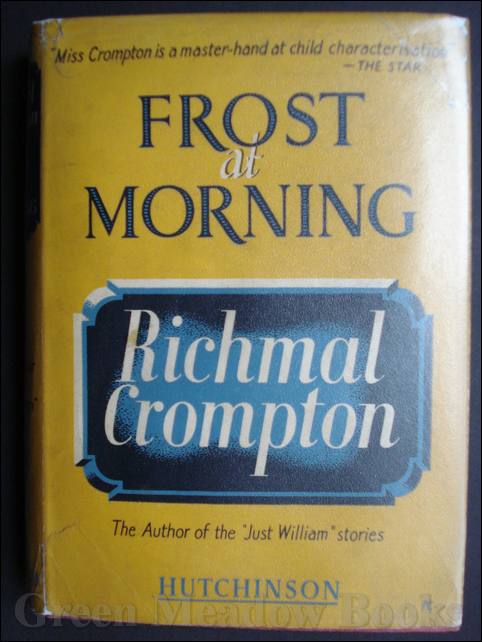 "Miss Crompton is a master-hand at child characterisation"
—THE STAR
FROST
at
MORNING
Richmal
Crompton
The Author of the "Just William" stories
HUTCHINSON
Green Meadow Books